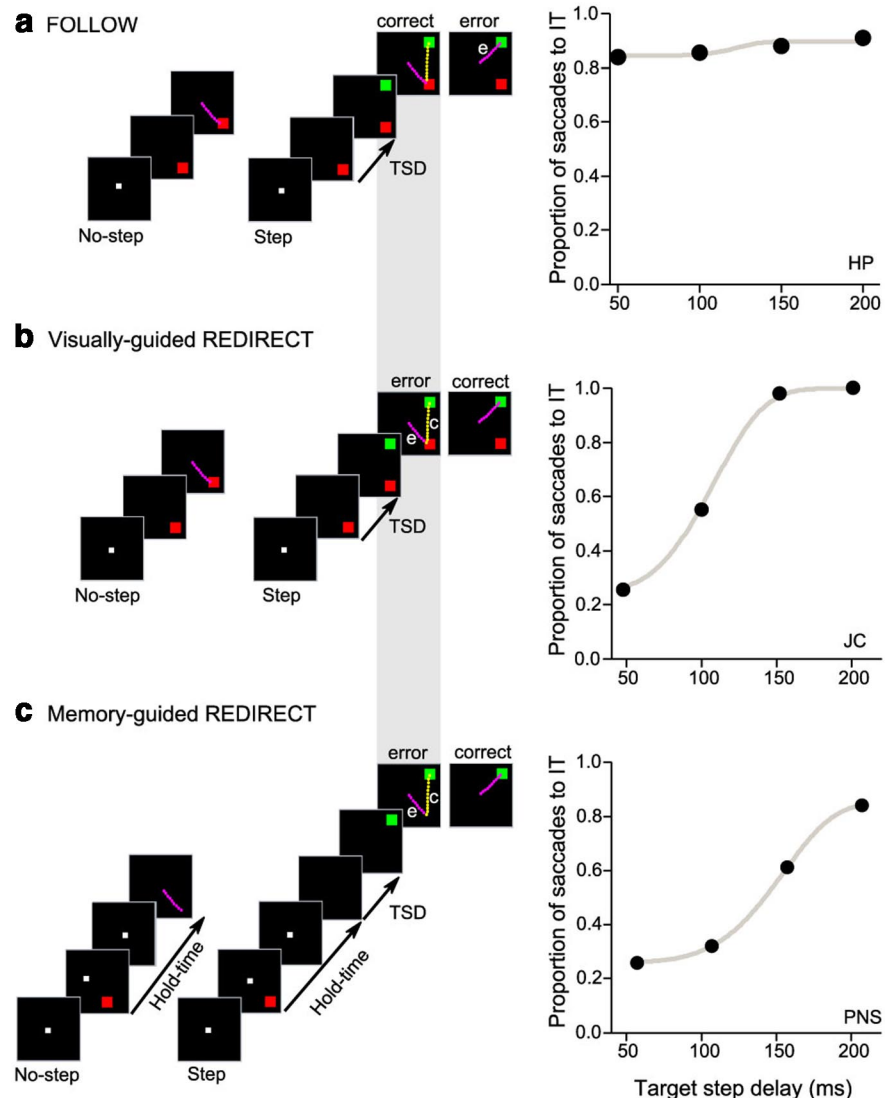 a FOLLOW
correct error
e
TSD
No-step Step
Proportion of saccades to IT
1.0
0.8
0.6
0.4
0.2
0.0
HP
50 100 150 200
b Visually-guided REDIRECT
error correct
c
e
TSD
No-step Step
Proportion of saccades to IT
1.0
0.8
0.6
0.4
0.2
0.0
JC
50 100 150 200
c Memory-guided REDIRECT
error correct
c
e
TSD
Hold-time Hold-time
No-step Step
Proportion of saccades to IT
1.0
0.8
0.6
0.4
0.2
0.0
PNS
50 100 150 200
Target step delay (ms)